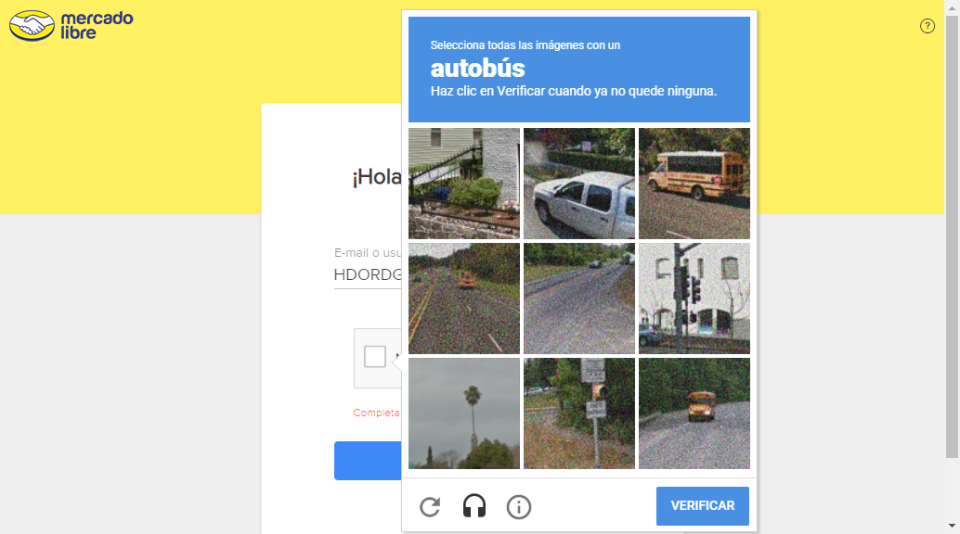 mercado
libre
?
Selecciona todas las imágenes con un
autobús
Haz clic en Verificar cuando ya no quede ninguna.
¡Hola
E-mail o usu
HDORDG
Completa
VERIFICAR